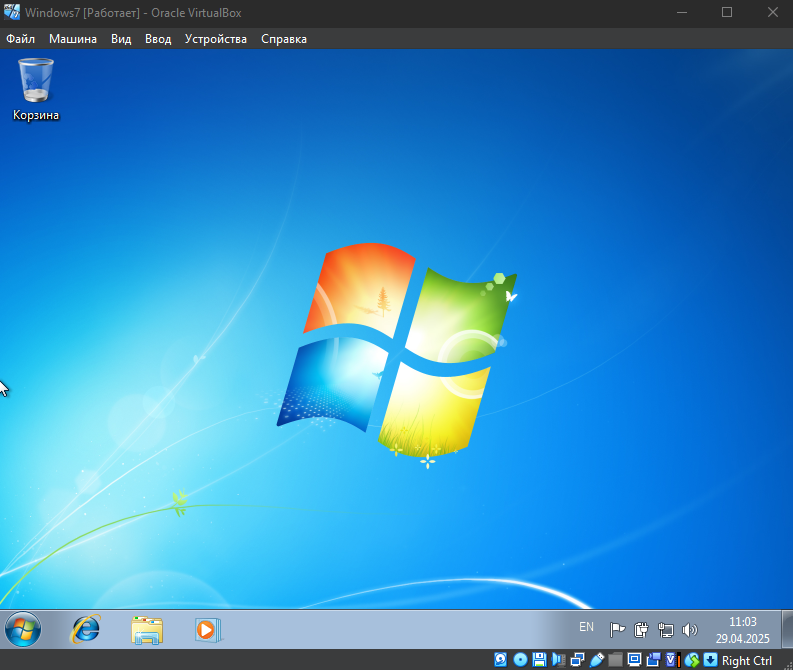 Windows7 [Работает] - Oracle VirtualBox
Файл Машина Вид Ввод Устройства Справка
Корзина
EN
11:03
29.04.2025
Right Ctrl